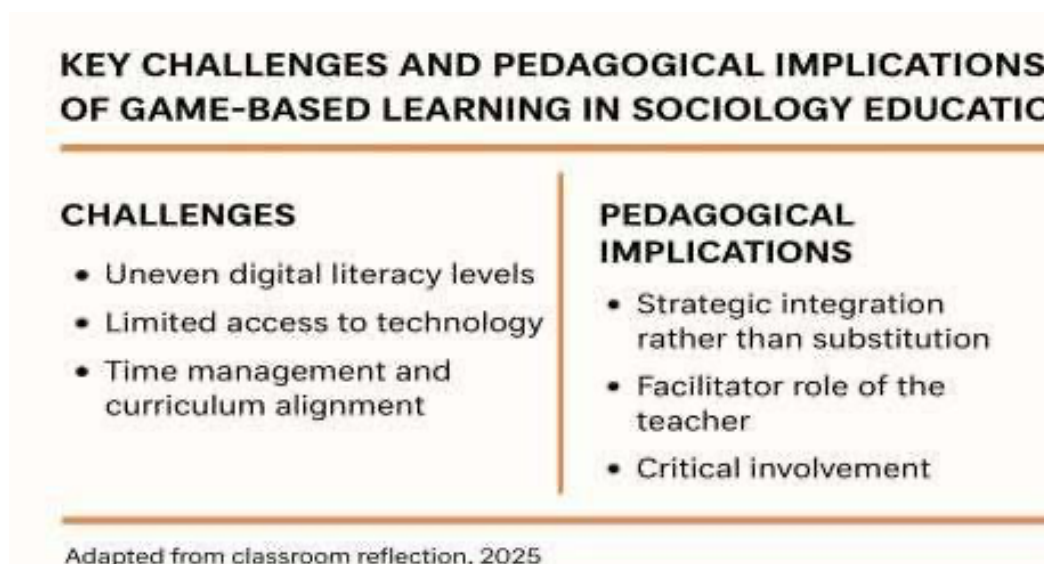 KEY CHALLENGES AND PEDAGOGICAL IMPLICATIONS
OF GAME-BASED LEARNING IN SOCIOLOGY EDUCATIO
CHALLENGES
• Uneven digital literacy levels
• Limited access to technology
• Time management and
curriculum alignment
PEDAGOGICAL
IMPLICATIONS
• Strategic integration
rather than substitution
• Facilitator role of the
teacher
• Critical involvement
Adapted from classroom reflection, 2025